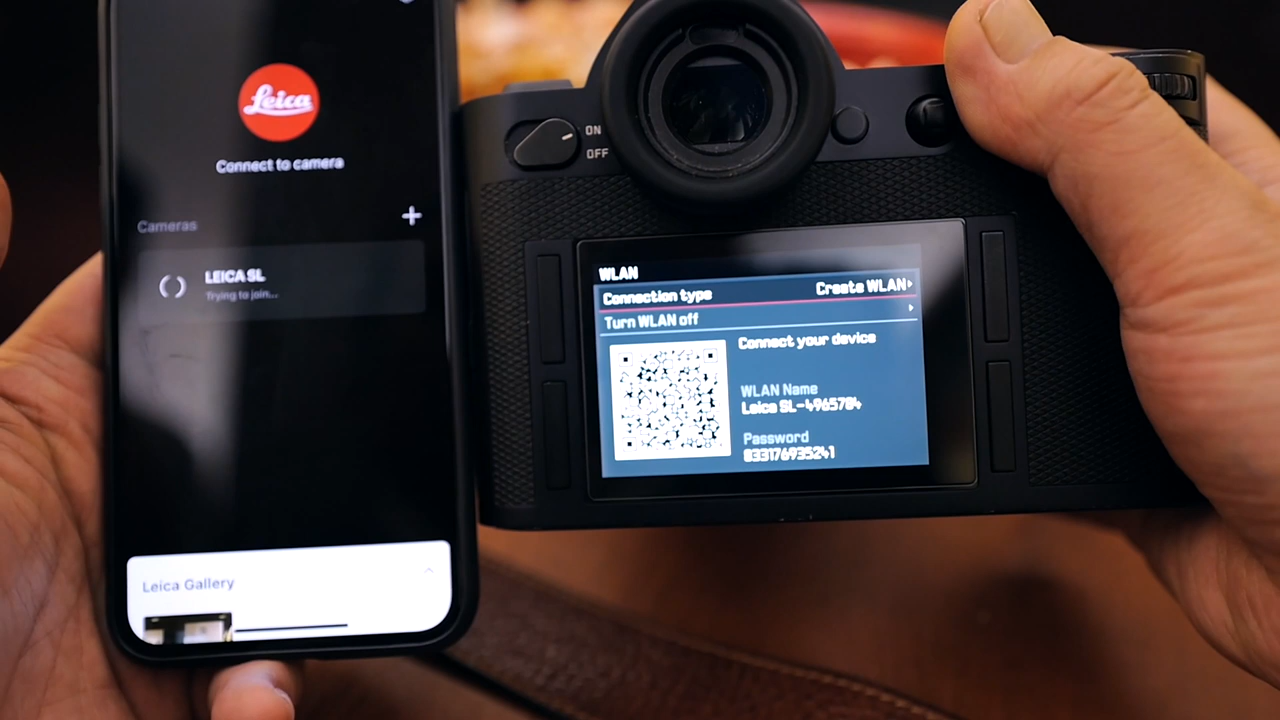 Leica
Connect to camera
Cameras
LEICA SL
Trying to join...
Leica Gallery
ON
OFF
WLAN
Connection type Create WLAN
Turn WLAN off
Connect your device
WLAN Name
Leica SL-4965784
Password
833176935241